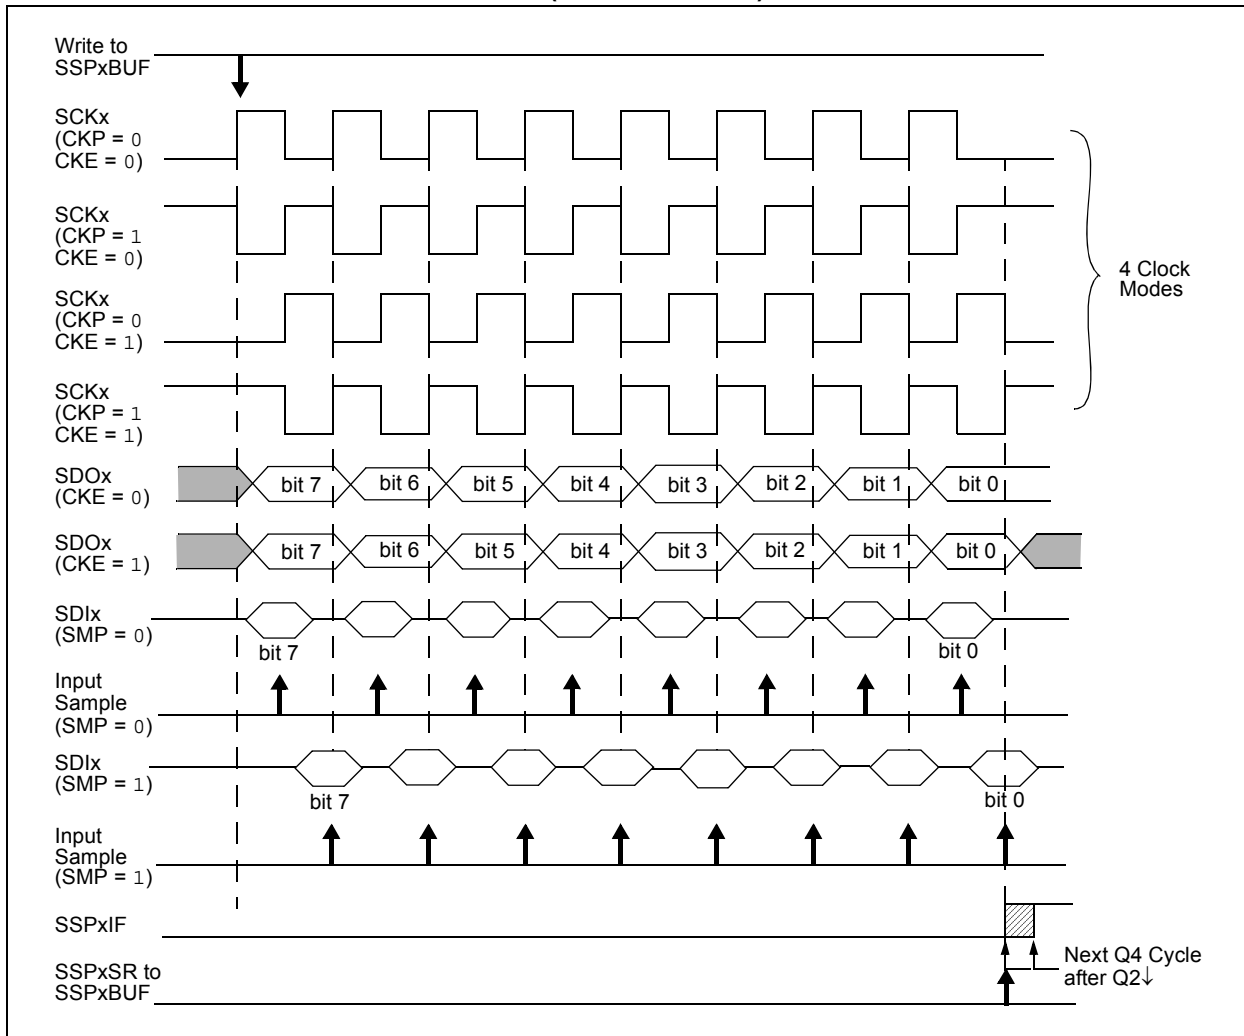 Write to
SSPxBUF
SCKx
(CKP = 0
CKE = 0)
SCKx
(CKP = 1
CKE = 0)
SCKx
(CKP = 0
CKE = 1)
SCKx
(CKP = 1
CKE = 1)
4 Clock
Modes
SDOx
(CKE = 0)
bit 7 bit 6 bit 5 bit 4 bit 3 bit 2 bit 1 bit 0
SDOx
(CKE = 1)
bit 7 bit 6 bit 5 bit 4 bit 3 bit 2 bit 1 bit 0
SDIx
(SMP = 0)
bit 7 bit 0
Input
Sample
(SMP = 0)
SDIx
(SMP = 1)
bit 7 bit 0
Input
Sample
(SMP = 1)
SSPxIF
Next Q4 Cycle
after Q2↓
SSPxSR to
SSPxBUF